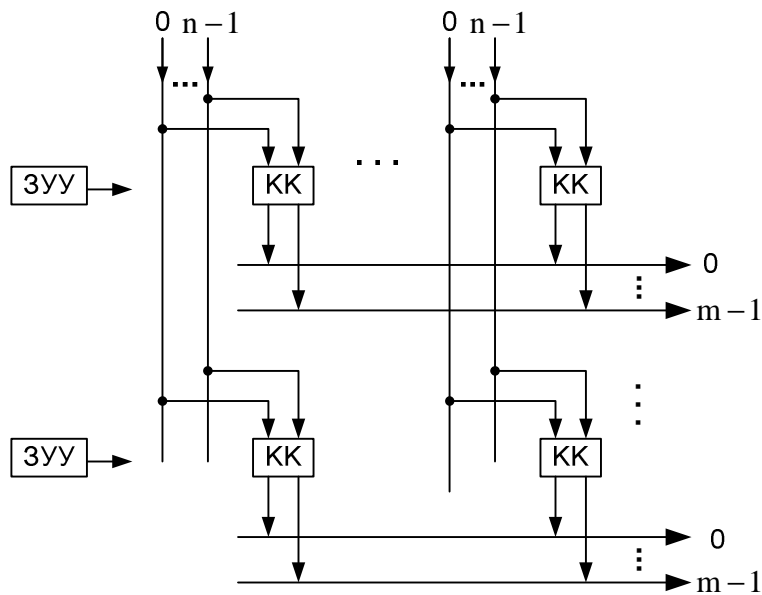 0 n – 1
0 n – 1
...
...
. . .
ЗУУ
КК
КК
0
m – 1
ЗУУ
КК
КК
0
m – 1